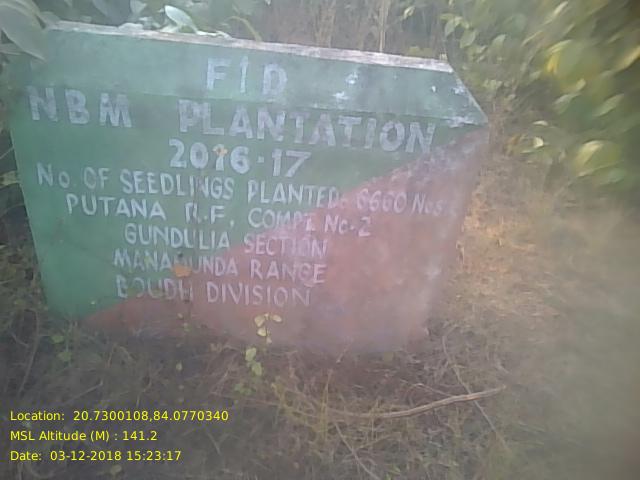 F1D
NBM PLANTATION
2016-17
No. OF SEEDLINGS PLANTED: 6660 Nos
PUTANA R.F, COMPT. No-2
GUNDULIA SECTION
MANAMUNDA RANGE
BOUDH DIVISION
Location: 20.7300108,84.0770340
MSL Altitude (M) : 141.2
Date: 03-12-2018 15:23:17